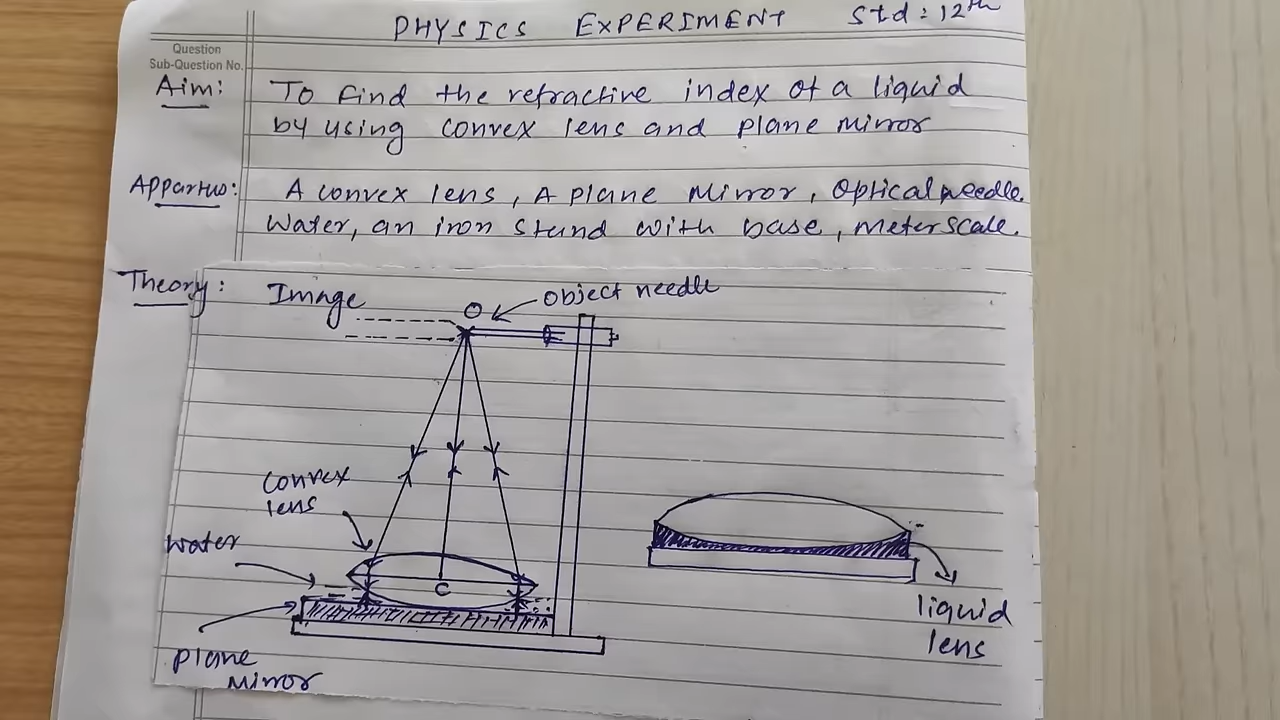 PHYSICS EXPERIMENT Std: 12th
Question
Sub-Question No.
Aim: To find the refractive index of a liquid
by using convex lens and plane mirror
Appartus: A convex lens, A plane Mirror, Optical needle.
Water, an iron stand with base, meter scale.
Theory: Image
O
object needle
convex
lens
water
C
plane
mirror
liquid
lens